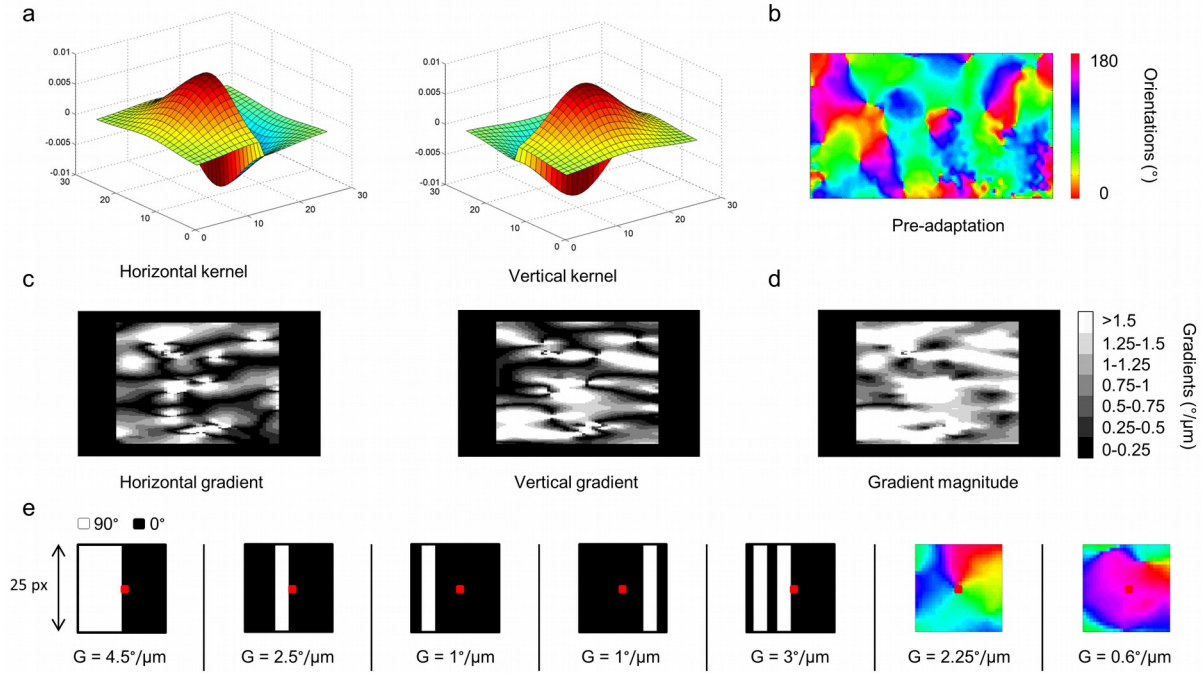 a
b
0.01
0.005
0
-0.005
-0.01
30
20
10
0
0
10
20
30
Horizontal kernel
0.01
0.005
0
-0.005
-0.01
30
20
10
0
0
10
20
30
Vertical kernel
180
0
Orientations (°)
Pre-adaptation
c
d
Horizontal gradient
Vertical gradient
Gradient magnitude
>1.5
1.25-1.5
1-1.25
0.75-1
0.5-0.75
0.25-0.5
0-0.25
Gradients (°/µm)
e
90° 0°
25 px
G = 4.5°/µm
G = 2.5°/µm
G = 1°/µm
G = 1°/µm
G = 3°/µm
G = 2.25°/µm
G = 0.6°/µm